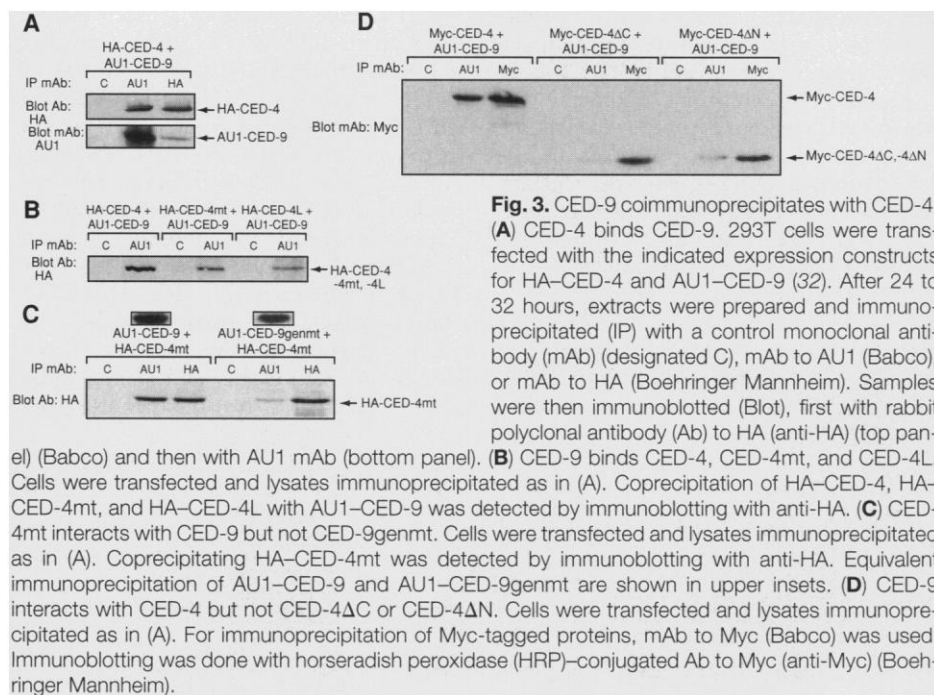 A
HA-CED-4 +
AU1-CED-9
IP mAb: C AU1 HA
Blot Ab:
HA
HA-CED-4
Blot mAb:
AU1
AU1-CED-9
B
HA-CED-4 + HA-CED-4mt + HA-CED-4L +
AU1-CED-9 AU1-CED-9 AU1-CED-9
IP mAb: C AU1 C AU1 C AU1
Blot Ab:
HA
HA-CED-4
-4mt, -4L
C
AU1-CED-9 + AU1-CED-9genmt +
HA-CED-4mt HA-CED-4mt
IP mAb: C AU1 HA C AU1 HA
Blot Ab: HA
HA-CED-4mt
D
Myc-CED-4 + Myc-CED-4ΔC + Myc-CED-4ΔN +
AU1-CED-9 AU1-CED-9 AU1-CED-9
IP mAb: C AU1 Myc C AU1 Myc C AU1 Myc
Myc-CED-4
Blot mAb: Myc
Myc-CED-4ΔC,-4ΔN
Fig. 3. CED-9 coimmunoprecipitates with CED-4
(A) CED-4 binds CED-9. 293T cells were trans-
fected with the indicated expression constructs
for HA–CED-4 and AU1–CED-9 (32). After 24 to
32 hours, extracts were prepared and immuno-
precipitated (IP) with a control monoclonal anti-
body (mAb) (designated C), mAb to AU1 (Babco)
or mAb to HA (Boehringer Mannheim). Samples
were then immunoblotted (Blot), first with rabbit
polyclonal antibody (Ab) to HA (anti-HA) (top pan-
el) (Babco) and then with AU1 mAb (bottom panel). (B) CED-9 binds CED-4, CED-4mt, and CED-4L
Cells were transfected and lysates immunoprecipitated as in (A). Coprecipitation of HA–CED-4, HA–
CED-4mt, and HA–CED-4L with AU1–CED-9 was detected by immunoblotting with anti-HA. (C) CED-
4mt interacts with CED-9 but not CED-9genmt. Cells were transfected and lysates immunoprecipitated
as in (A). Coprecipitating HA–CED-4mt was detected by immunoblotting with anti-HA. Equivalent
immunoprecipitation of AU1–CED-9 and AU1–CED-9genmt are shown in upper insets. (D) CED-9
interacts with CED-4 but not CED-4ΔC or CED-4ΔN. Cells were transfected and lysates immunopre-
cipitated as in (A). For immunoprecipitation of Myc-tagged proteins, mAb to Myc (Babco) was used
Immunoblotting was done with horseradish peroxidase (HRP)–conjugated Ab to Myc (anti-Myc) (Boeh-
ringer Mannheim).